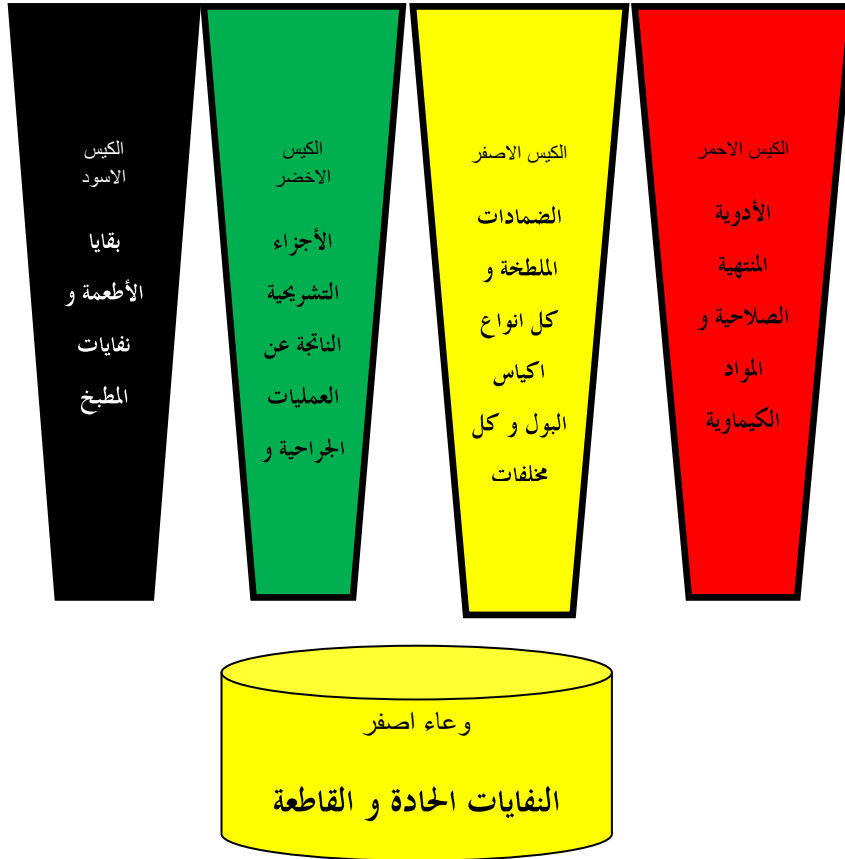 الكيس الاحمر
الأدوية
المنتهية
الصلاحية و
المواد
الكيماوية
الكيس الاصفر
الضمادات
الملطخة و
كل انواع
اكياس
البول و كل
مخلفات
الكيس
الاخضر
الأجزاء
التشريحية
الناتجة عن
العمليات
الجراحية و
الكيس
الاسود
بقايا
الأطعمة و
نفايات
المطبخ
وعاء اصفر
النفايات الحادة و القاطعة